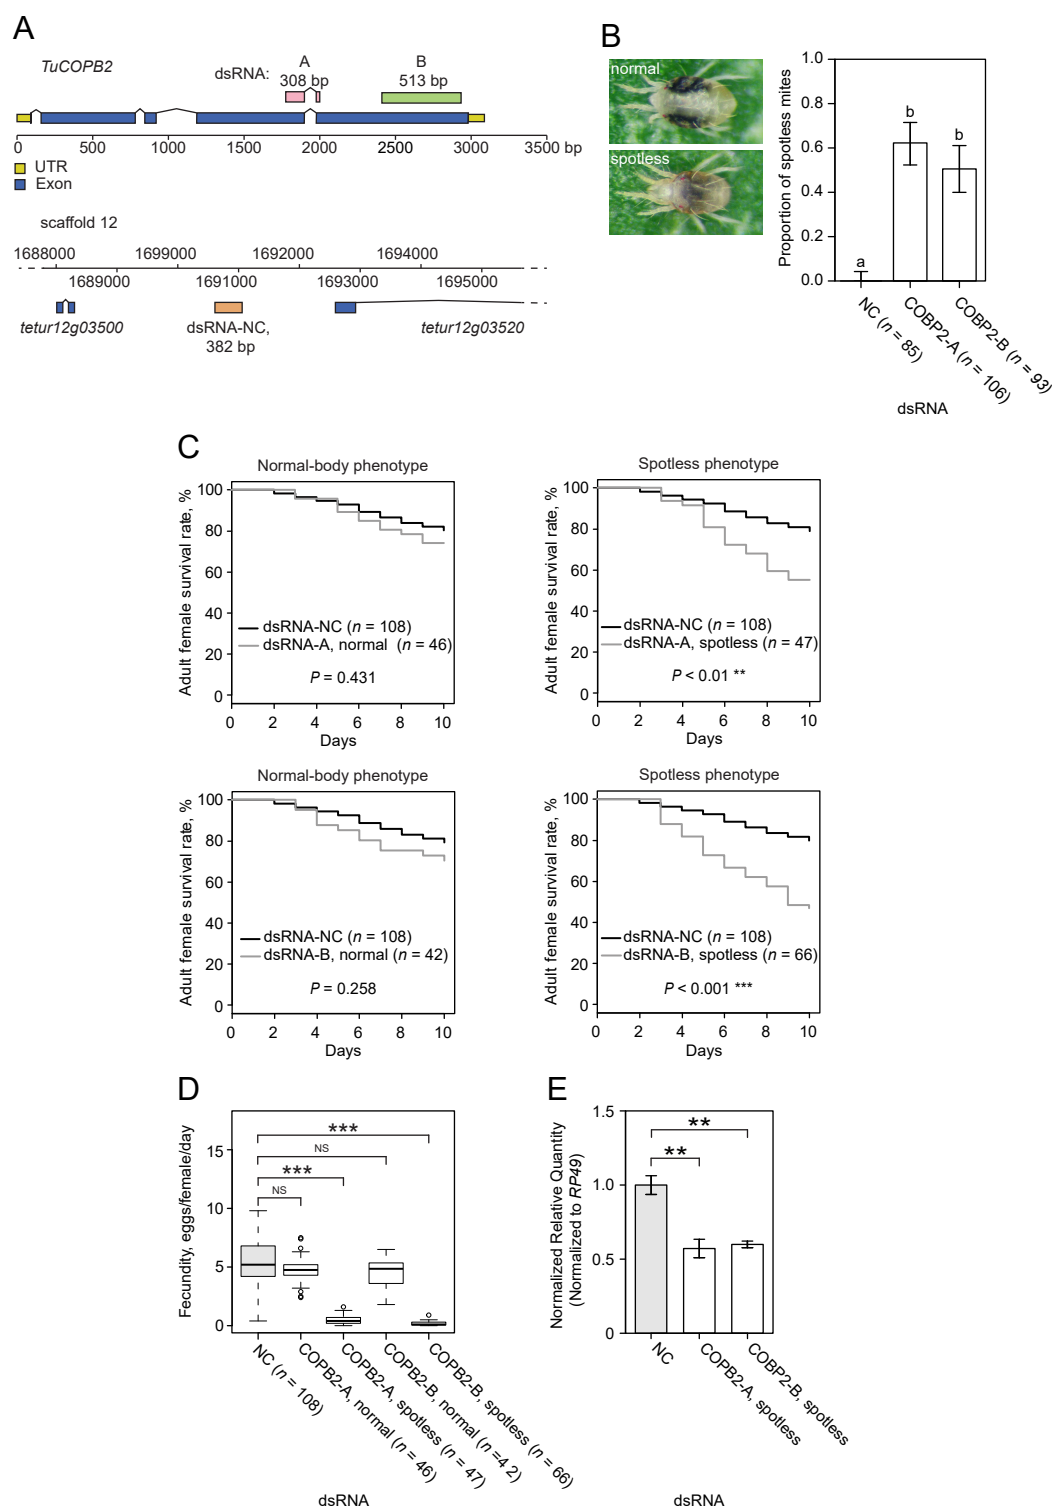 A
TuCOPB2
dsRNA:
A
308 bp
B
513 bp
0 500 1000 1500 2000 2500 3000 3500 bp
UTR
Exon
scaffold 12
1688000 1699000 1692000 1694000
1689000 1691000 1693000 1695000
tetur12g03500
dsRNA-NC,
382 bp
tetur12g03520
B
normal
spotless
Proportion of spotless mites
1.0
0.8
0.6
0.4
0.2
0.0
a
b
b
NC (n = 85)
COBP2-A (n = 106)
COBP2-B (n = 93)
dsRNA
C
Normal-body phenotype
Adult female survival rate, %
100
80
60
40
20
0
dsRNA-NC (n = 108)
dsRNA-A, normal (n = 46)
P = 0.431
0 2 4 6 8 10
Days
Spotless phenotype
Adult female survival rate, %
100
80
60
40
20
0
dsRNA-NC (n = 108)
dsRNA-A, spotless (n = 47)
P < 0.01 **
0 2 4 6 8 10
Days
Normal-body phenotype
Adult female survival rate, %
100
80
60
40
20
0
dsRNA-NC (n = 108)
dsRNA-B, normal (n = 42)
P = 0.258
0 2 4 6 8 10
Days
Spotless phenotype
Adult female survival rate, %
100
80
60
40
20
0
dsRNA-NC (n = 108)
dsRNA-B, spotless (n = 66)
P < 0.001 ***
0 2 4 6 8 10
Days
D
Fecundity, eggs/female/day
15
10
5
0
***
NS
***
NS
NC (n = 108)
COPB2-A, normal (n = 46)
COPB2-A, spotless (n = 47)
COPB2-B, normal (n =4 2)
COPB2-B, spotless (n = 66)
dsRNA
E
Normalized Relative Quantity
(Normalized to RP49)
1.5
1.0
0.5
0
**
**
NC
COPB2-A, spotless
COBP2-B, spotless
dsRNA